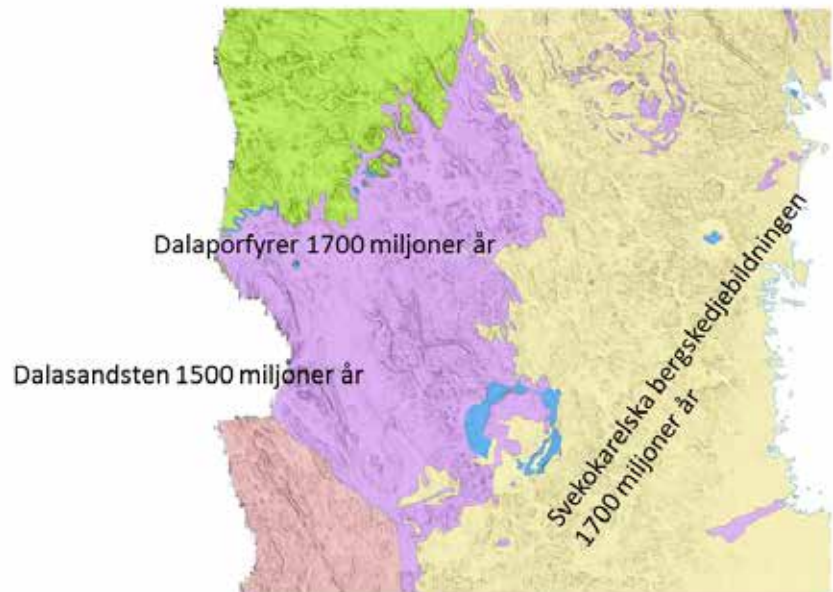 Dalaporfyrer 1700 miljoner år
Dalasandsten 1500 miljoner år
Svekokarelska bergskedjebildningen
1700 miljoner år